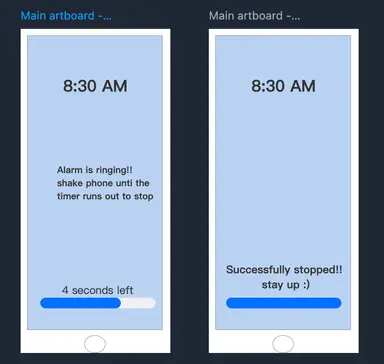 Main artboard -...
8:30 AM
Alarm is ringing!!
shake phone unti the
timer runs out to stop
4 seconds left
Main artboard -...
8:30 AM
Successfully stopped!!
stay up :)